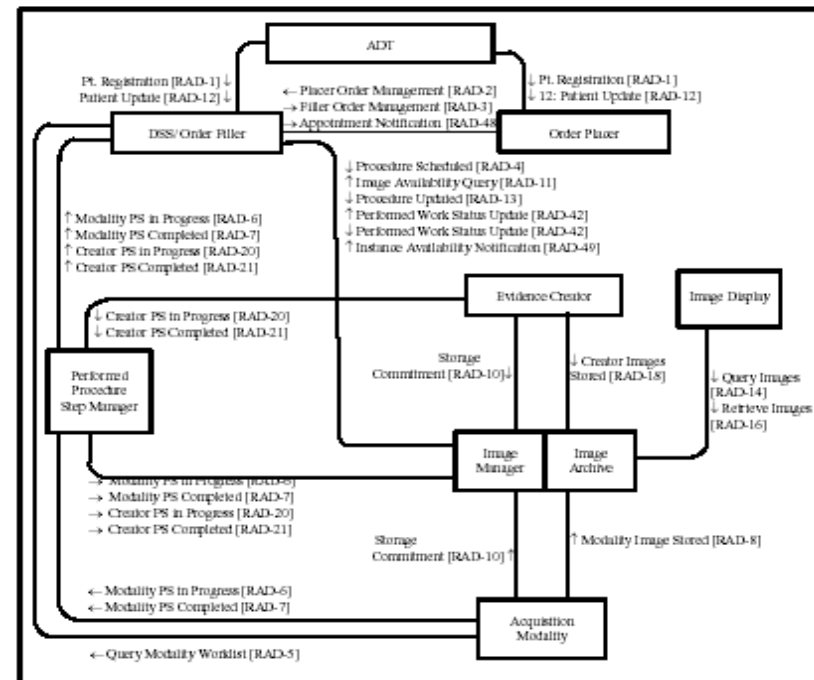 ADT
Pt. Registration [RAD-1] ↓
Patient Update [RAD-12] ↓
← Placer Order Management [RAD-2]
→ Filler Order Management [RAD-3]
→ Appointment Notification [RAD-48
↓ Pt. Registration [RAD-1]
↓ 12: Patient Update [RAD-12]
DSS/ Order Filler
Order Placer
↓ Procedure Scheduled [RAD-4]
↑ Image Availability Query [RAD-11]
↓ Procedure Updated [RAD-13]
↑ Performed Work Status Update [RAD-42]
↓ Performed Work Status Update [RAD-42]
↑ Instance Availability Notification [RAD-49]
↑ Modality PS in Progress [RAD-6]
↑ Modality PS Completed [RAD-7]
↑ Creator PS in Progress [RAD-20]
↑ Creator PS Completed [RAD-21]
Evidence Creator
Image Display
↓ Creator PS in Progress [RAD-20]
↓ Creator PS Completed [RAD-21]
Performed
Procedure
Step Manager
Storage
Commitment [RAD-10]↓
↓ Creator Images
Stored [RAD-18]
↓ Query Images
[RAD-14]
↓ Retrieve Images
[RAD-16]
Image
Manager
Image
Archive
→ Modality PS in Progress [RAD-6]
→ Modality PS Completed [RAD-7]
→ Creator PS in Progress [RAD-20]
→ Creator PS Completed [RAD-21]
Storage
Commitment [RAD-10] ↑
↑ Modality Image Stored [RAD-8]
← Modality PS in Progress [RAD-6]
← Modality PS Completed [RAD-7]
Acquisition
Modality
← Query Modality Worklist [RAD-5]